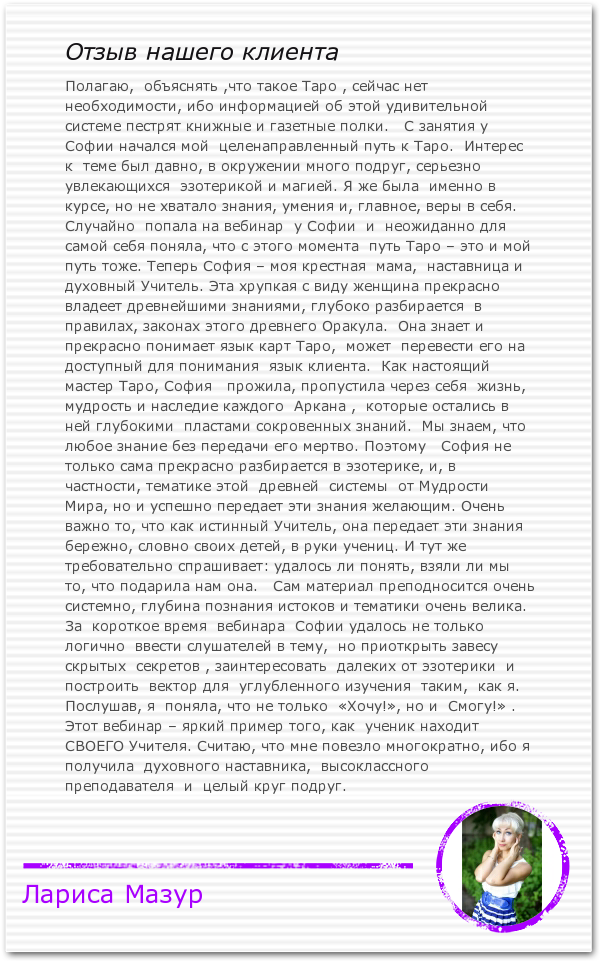 Отзыв нашего клиента
Полагаю, объяснять ,что такое Таро , сейчас нет
необходимости, ибо информацией об этой удивительной
системе пестрят книжные и газетные полки. С занятия у
Софии начался мой целенаправленный путь к Таро. Интерес
к теме был давно, в окружении много подруг, серьезно
увлекающихся эзотерикой и магией. Я же была именно в
курсе, но не хватало знания, умения и, главное, веры в себя.
Случайно попала на вебинар у Софии и неожиданно для
самой себя поняла, что с этого момента путь Таро – это и мой
путь тоже. Теперь София – моя крестная мама, наставница и
духовный Учитель. Эта хрупкая с виду женщина прекрасно
владеет древнейшими знаниями, глубоко разбирается в
правилах, законах этого древнего Оракула. Она знает и
прекрасно понимает язык карт Таро, может перевести его на
доступный для понимания язык клиента. Как настоящий
мастер Таро, София прожила, пропустила через себя жизнь,
мудрость и наследие каждого Аркана , которые остались в
ней глубокими пластами сокровенных знаний. Мы знаем, что
любое знание без передачи его мертво. Поэтому София не
только сама прекрасно разбирается в эзотерике, и, в
частности, тематике этой древней системы от Мудрости
Мира, но и успешно передает эти знания желающим. Очень
важно то, что как истинный Учитель, она передает эти знания
бережно, словно своих детей, в руки учениц. И тут же
требовательно спрашивает: удалось ли понять, взяли ли мы
то, что подарила нам она. Сам материал преподносится очень
системно, глубина познания истоков и тематики очень велика.
За короткое время вебинара Софии удалось не только
логично ввести слушателей в тему, но приоткрыть завесу
скрытых секретов , заинтересовать далеких от эзотерики и
построить вектор для углубленного изучения таким, как я.
Послушав, я поняла, что не только «Хочу!», но и Смогу!» .
Этот вебинар – яркий пример того, как ученик находит
СВОЕГО Учителя. Считаю, что мне повезло многократно, ибо я
получила духовного наставника, высоклассного
преподавателя и целый круг подруг.
Лариса Мазур